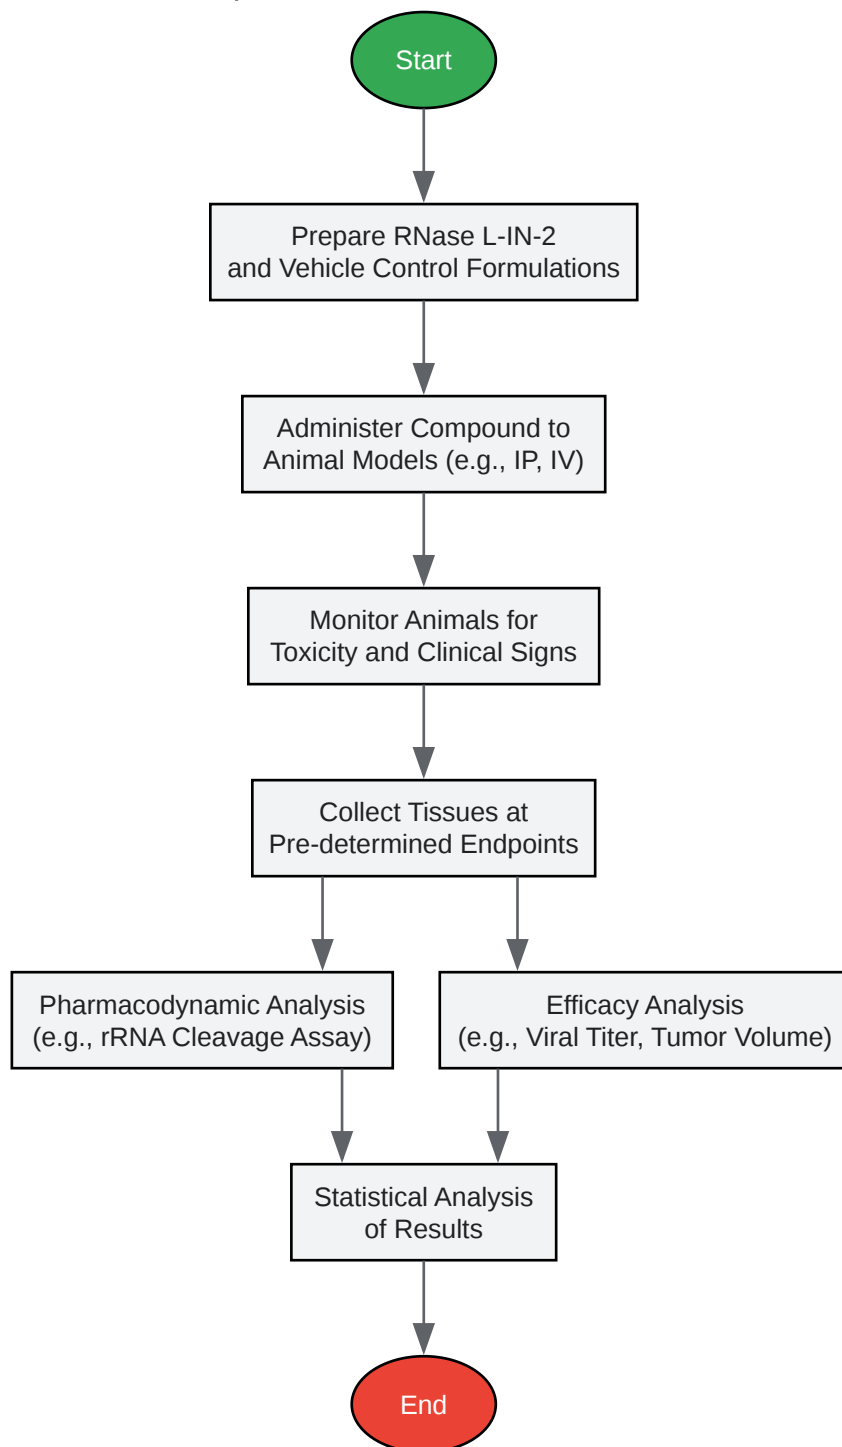 Start
Prepare RNase L-IN-2
and Vehicle Control Formulations
Administer Compound to
Animal Models (e.g., IP, IV)
Monitor Animals for
Toxicity and Clinical Signs
Collect Tissues at
Pre-determined Endpoints
Pharmacodynamic Analysis
(e.g., rRNA Cleavage Assay)
Efficacy Analysis
(e.g., Viral Titer, Tumor Volume)
Statistical Analysis
of Results
End